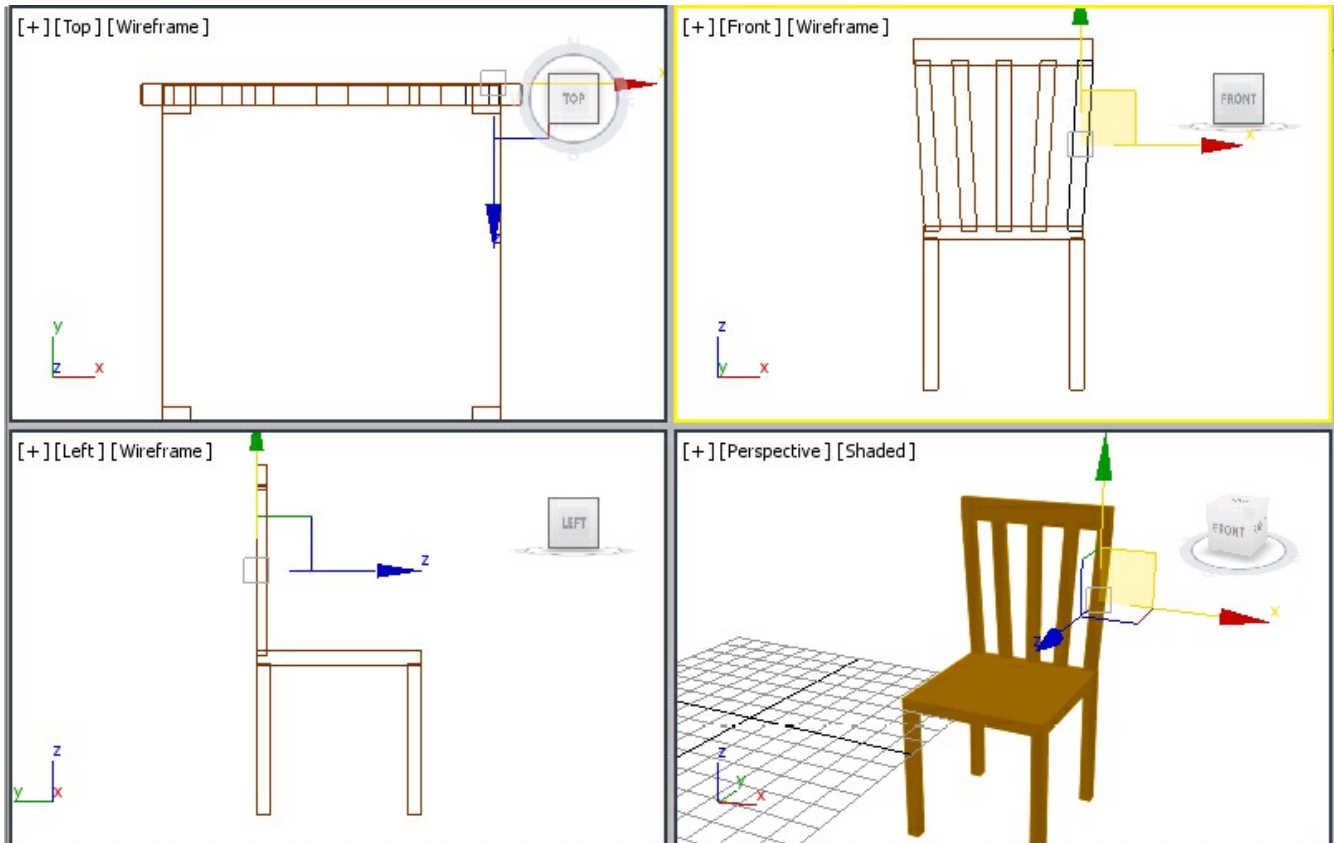 [+] [Top] [Wireframe]
TOP
x
z
y
z x
[+] [Front] [Wireframe]
FRONT
x
z
y x
[+] [Left] [Wireframe]
LEFT
z
z
y x
[+] [Perspective] [Shaded]
FRONT
x
z
z
y
x